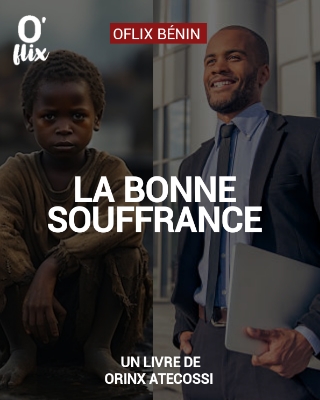 O'
flix
OFLIX BÉNIN
LA BONNE
SOUFFRANCE
UN LIVRE DE
ORINX ATECOSSI